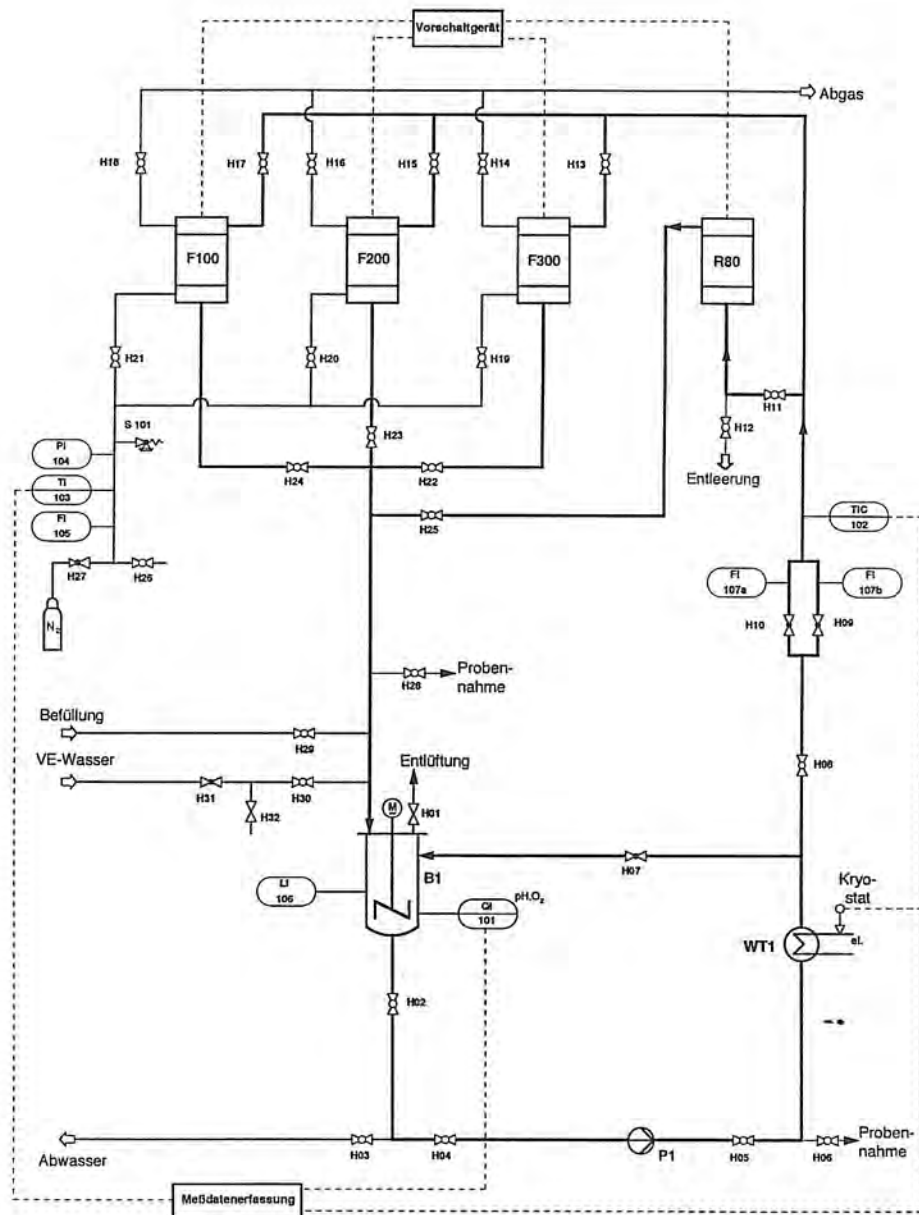 Vorschaltgerät
Abgas
H18
H17
H16
H15
H14
H13
F100
F200
F300
R80
H21
H20
H19
H11
H12
S 101
H23
PI
104
H24
H22
Entleerung
TI
103
H25
TIC
102
FI
105
H27
H26
FI
107a
FI
107b
N2
H10
H09
H28
Proben-
nahme
Befüllung
H29
VE-Wasser
Entlüftung
H08
H31
H30
H32
M
H01
B1
H07
LI
106
QI
101
pH,O2
Kryo-
stat
el.
WT1
H02
Abwasser
H03
H04
P1
H05
H06
Proben-
nahme
Meßdatenerfassung